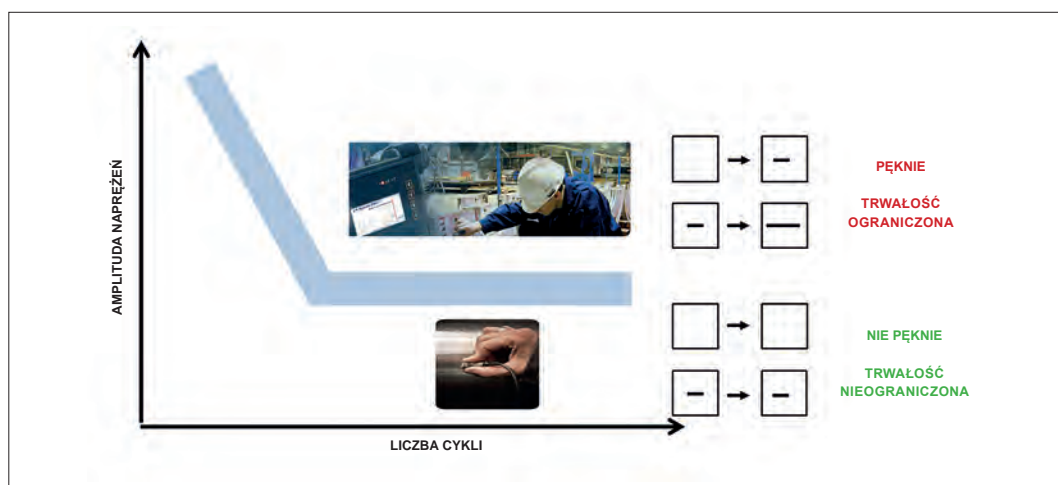 AMPLITUDA NAPRĘŻEŃ
PĘKNIE
TRWAŁOŚĆ
OGRANICZONA
NIE PĘKNIE
TRWAŁOŚĆ
NIEOGRANICZONA
LICZBA CYKLI